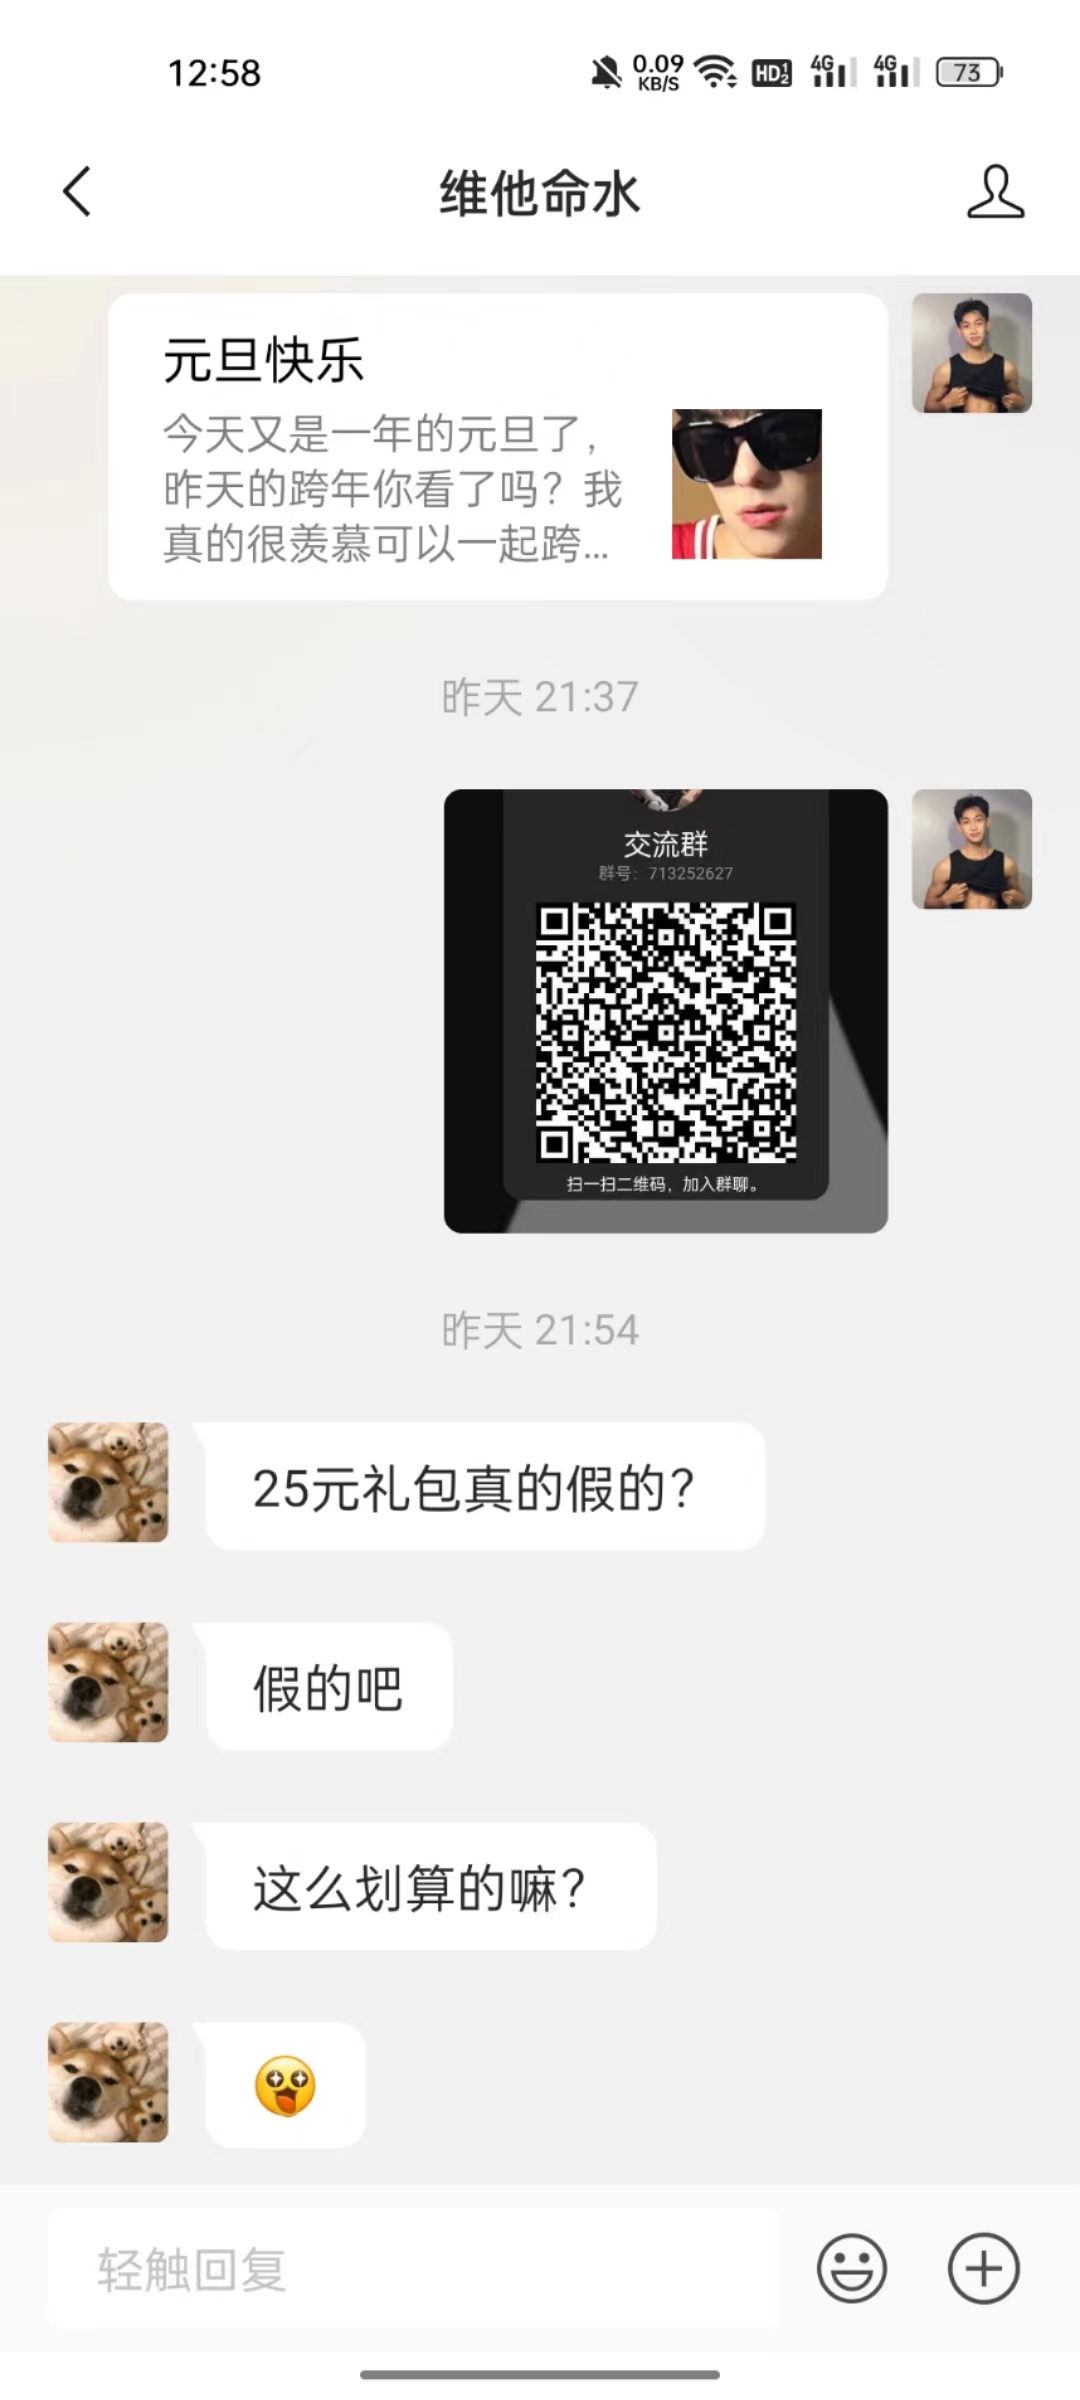 12:58
0.09
KB/S
HD 1 2
4G
4G
73
维他命水
元旦快乐
今天又是一年的元旦了，
昨天的跨年你看了吗？我
真的很羡慕可以一起跨...
昨天 21:37
交流群
群号：713252627
扫一扫二维码，加入群聊。
昨天 21:54
25元礼包真的假的？
假的吧
这么划算的嘛？
轻触回复